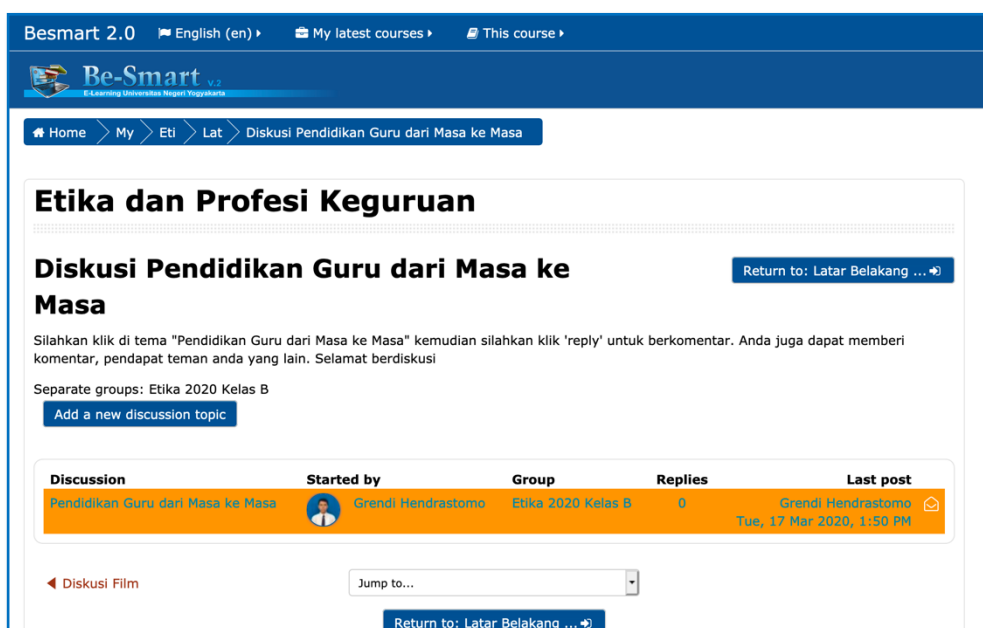 Besmart 2.0 English (en) My latest courses This course
Be-Smart v.2
E-Learning Universitas Negeri Yogyakarta
Home My Eti Lat Diskusi Pendidikan Guru dari Masa ke Masa
Etika dan Profesi Keguruan
Diskusi Pendidikan Guru dari Masa ke
Masa
Return to: Latar Belakang ...
Silahkan klik di tema "Pendidikan Guru dari Masa ke Masa" kemudian silahkan klik 'reply' untuk berkomentar. Anda juga dapat memberi
komentar, pendapat teman anda yang lain. Selamat berdiskusi
Separate groups: Etika 2020 Kelas B
Add a new discussion topic
Discussion Started by Group Replies Last post
Pendidikan Guru dari Masa ke Masa Grendi Hendrastomo Etika 2020 Kelas B 0 Grendi Hendrastomo
Tue, 17 Mar 2020, 1:50 PM
Diskusi Film Jump to...
Return to: Latar Belakang ...